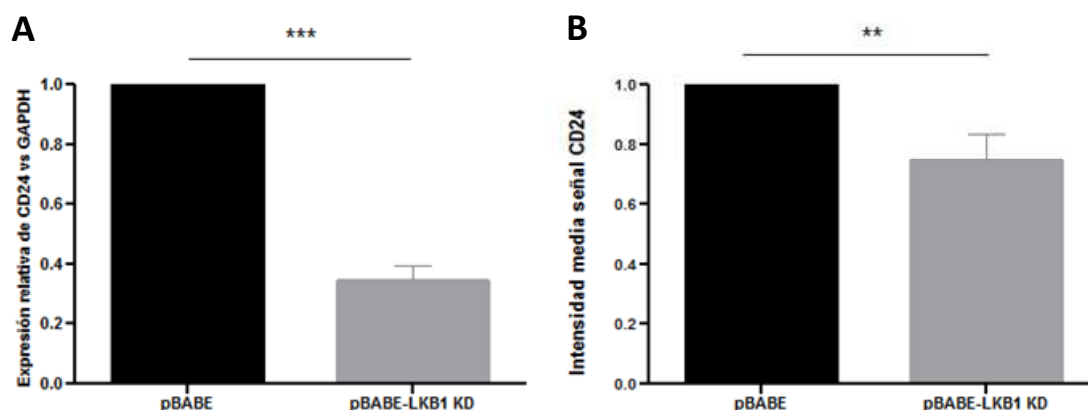 A
***
Expresión relativa de CD24 vs GAPDH
1.0
0.8
0.6
0.4
0.2
0.0
pBABE
pBABE-LKB1 KD
B
**
Intensidad media señal CD24
1.0
0.8
0.6
0.4
0.2
0.0
pBABE
pBABE-LKB1 KD